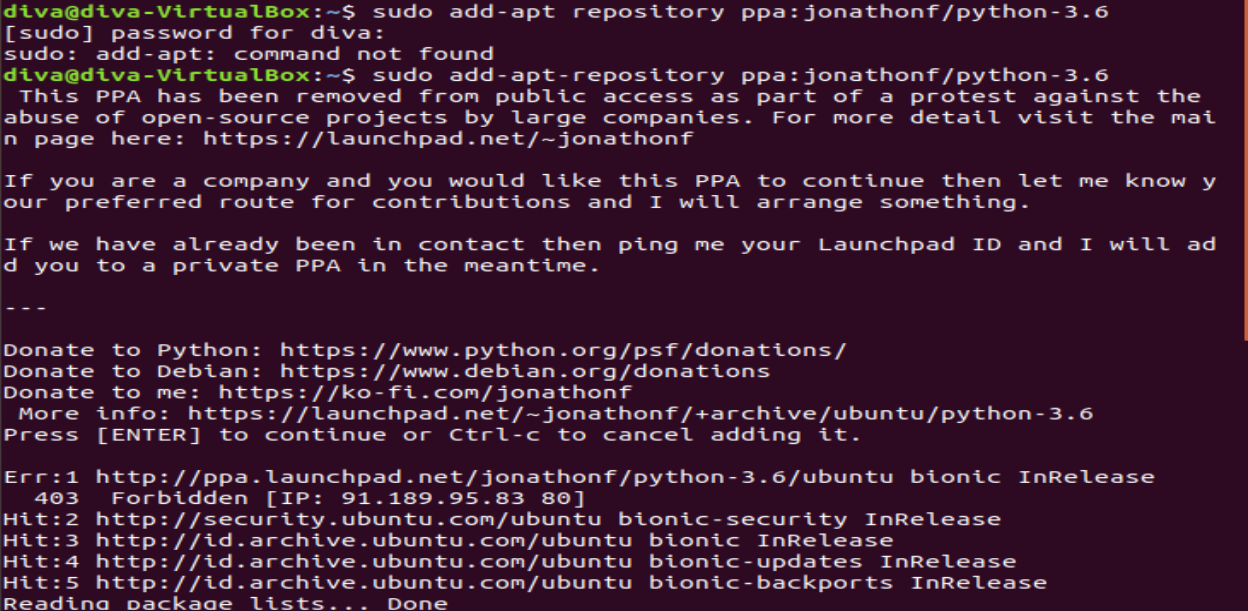 diva@diva-VirtualBox:~$ sudo add-apt repository ppa:jonathonf/python-3.6
[sudo] password for diva:
sudo: add-apt: command not found
diva@diva-VirtualBox:~$ sudo add-apt-repository ppa:jonathonf/python-3.6
 This PPA has been removed from public access as part of a protest against the
abuse of open-source projects by large companies. For more detail visit the mai
n page here: https://launchpad.net/~jonathonf

If you are a company and you would like this PPA to continue then let me know y
our preferred route for contributions and I will arrange something.

If we have already been in contact then ping me your Launchpad ID and I will ad
d you to a private PPA in the meantime.

---

Donate to Python: https://www.python.org/psf/donations/
Donate to Debian: https://www.debian.org/donations
Donate to me: https://ko-fi.com/jonathonf
 More info: https://launchpad.net/~jonathonf/+archive/ubuntu/python-3.6
Press [ENTER] to continue or Ctrl-c to cancel adding it.

Err:1 http://ppa.launchpad.net/jonathonf/python-3.6/ubuntu bionic InRelease
  403  Forbidden [IP: 91.189.95.83 80]
Hit:2 http://security.ubuntu.com/ubuntu bionic-security InRelease
Hit:3 http://id.archive.ubuntu.com/ubuntu bionic InRelease
Hit:4 http://id.archive.ubuntu.com/ubuntu bionic-updates InRelease
Hit:5 http://id.archive.ubuntu.com/ubuntu bionic-backports InRelease
Reading package lists... Done